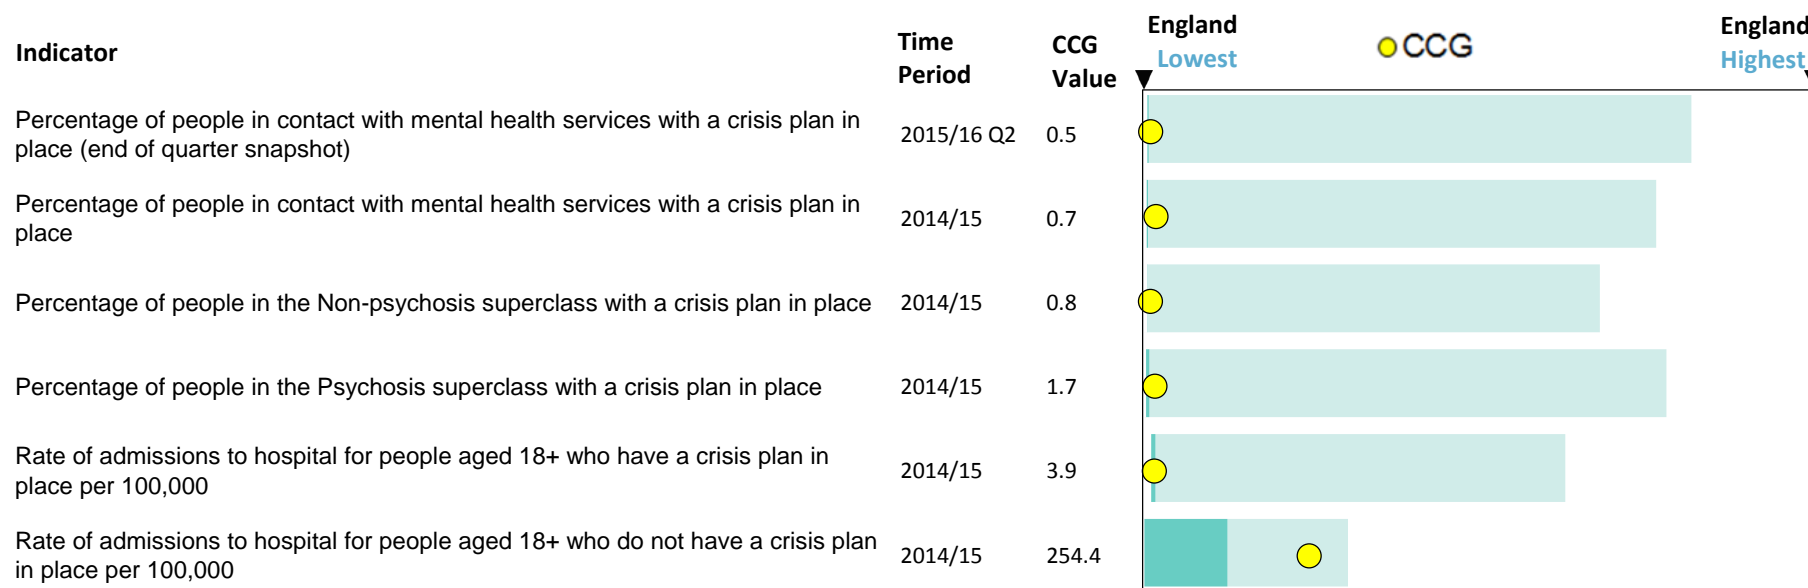 Indicator
Time Period
CCG Value
England Lowest
CCG
England Highest
Percentage of people in contact with mental health services with a crisis plan in
place (end of quarter snapshot)
2015/16 Q2 0.5
Percentage of people in contact with mental health services with a crisis plan in
place
2014/15 0.7
Percentage of people in the Non-psychosis superclass with a crisis plan in place 2014/15 0.8
Percentage of people in the Psychosis superclass with a crisis plan in place 2014/15 1.7
Rate of admissions to hospital for people aged 18+ who have a crisis plan in
place per 100,000
2014/15 3.9
Rate of admissions to hospital for people aged 18+ who do not have a crisis plan
in place per 100,000
2014/15 254.4